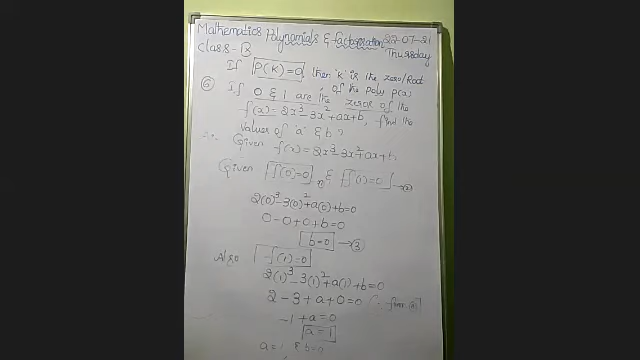 Mathematics Polynomials & Factorization 22-07-21
Class-B Thursday
If P(K)=0, then 'K' is the zero/Root
of the poly P(x)
⑥ If 0 & 1 are the zeros of the
f(x)=2x³-3x²+ax+b, find the
values of 'a' & b?
Given f(x)=2x³-3x²+ax+b.
Given f(0)=0 & f(1)=0 → ②
2(0)³-3(0)²+a(0)+b=0
0-0+0+b=0
b=0 → ③
Also f(1)=0
2(1)³-3(1)²+a(1)+b=0
2-3+a+0=0
-1+a=0
a=1
a=1 & b=0